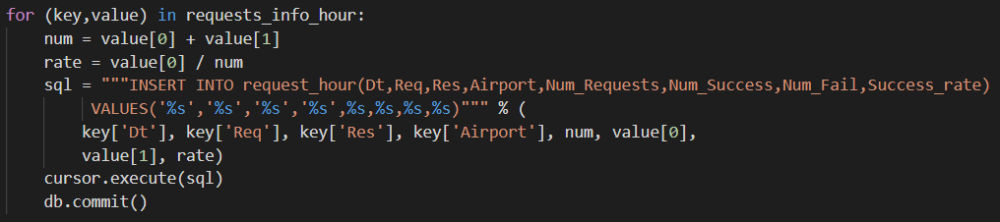 for (key,value) in requests_info_hour:
    num = value[0] + value[1]
    rate = value[0] / num
    sql = """INSERT INTO request_hour(Dt,Req,Res,Airport,Num_Requests,Num_Success,Num_Fail,Success_rate)
         VALUES('%s','%s','%s','%s',%s,%s,%s,%s)""" % (
        key['Dt'], key['Req'], key['Res'], key['Airport'], num, value[0],
        value[1], rate)
    cursor.execute(sql)
    db.commit()